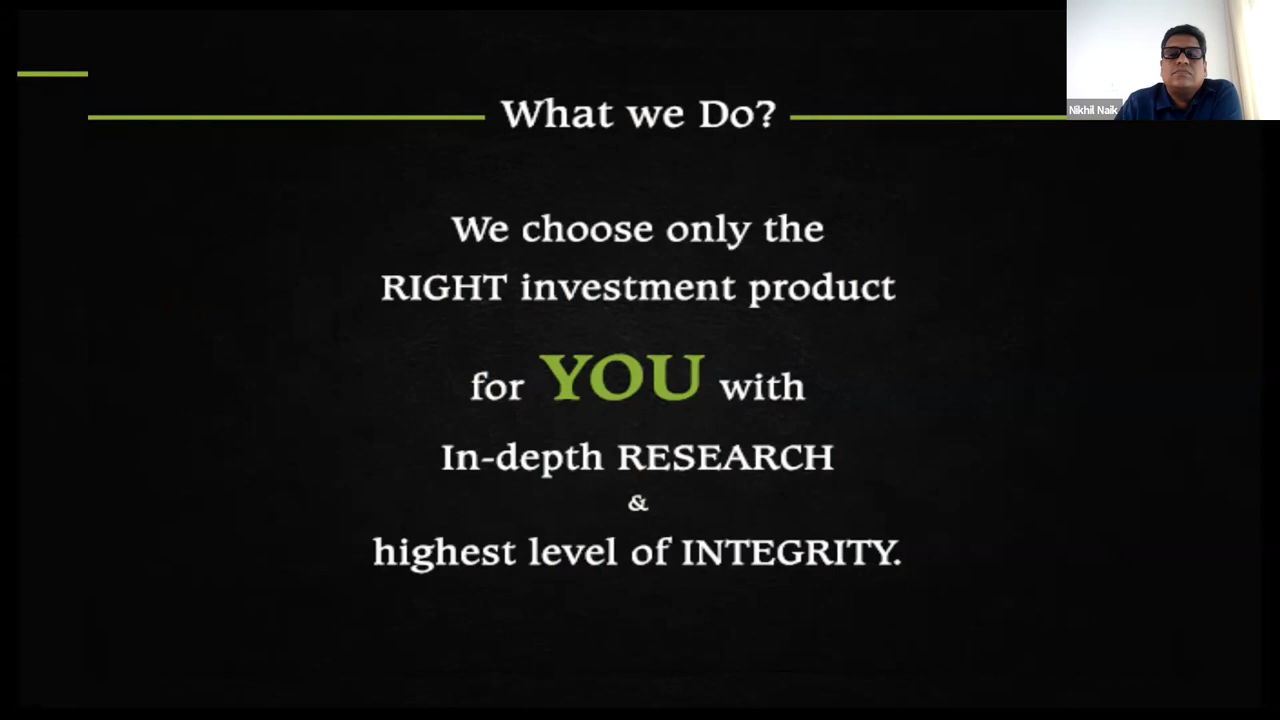 What we Do?
Nikhil Naik
We choose only the
RIGHT investment product
for YOU with
In-depth RESEARCH
&
highest level of INTEGRITY.